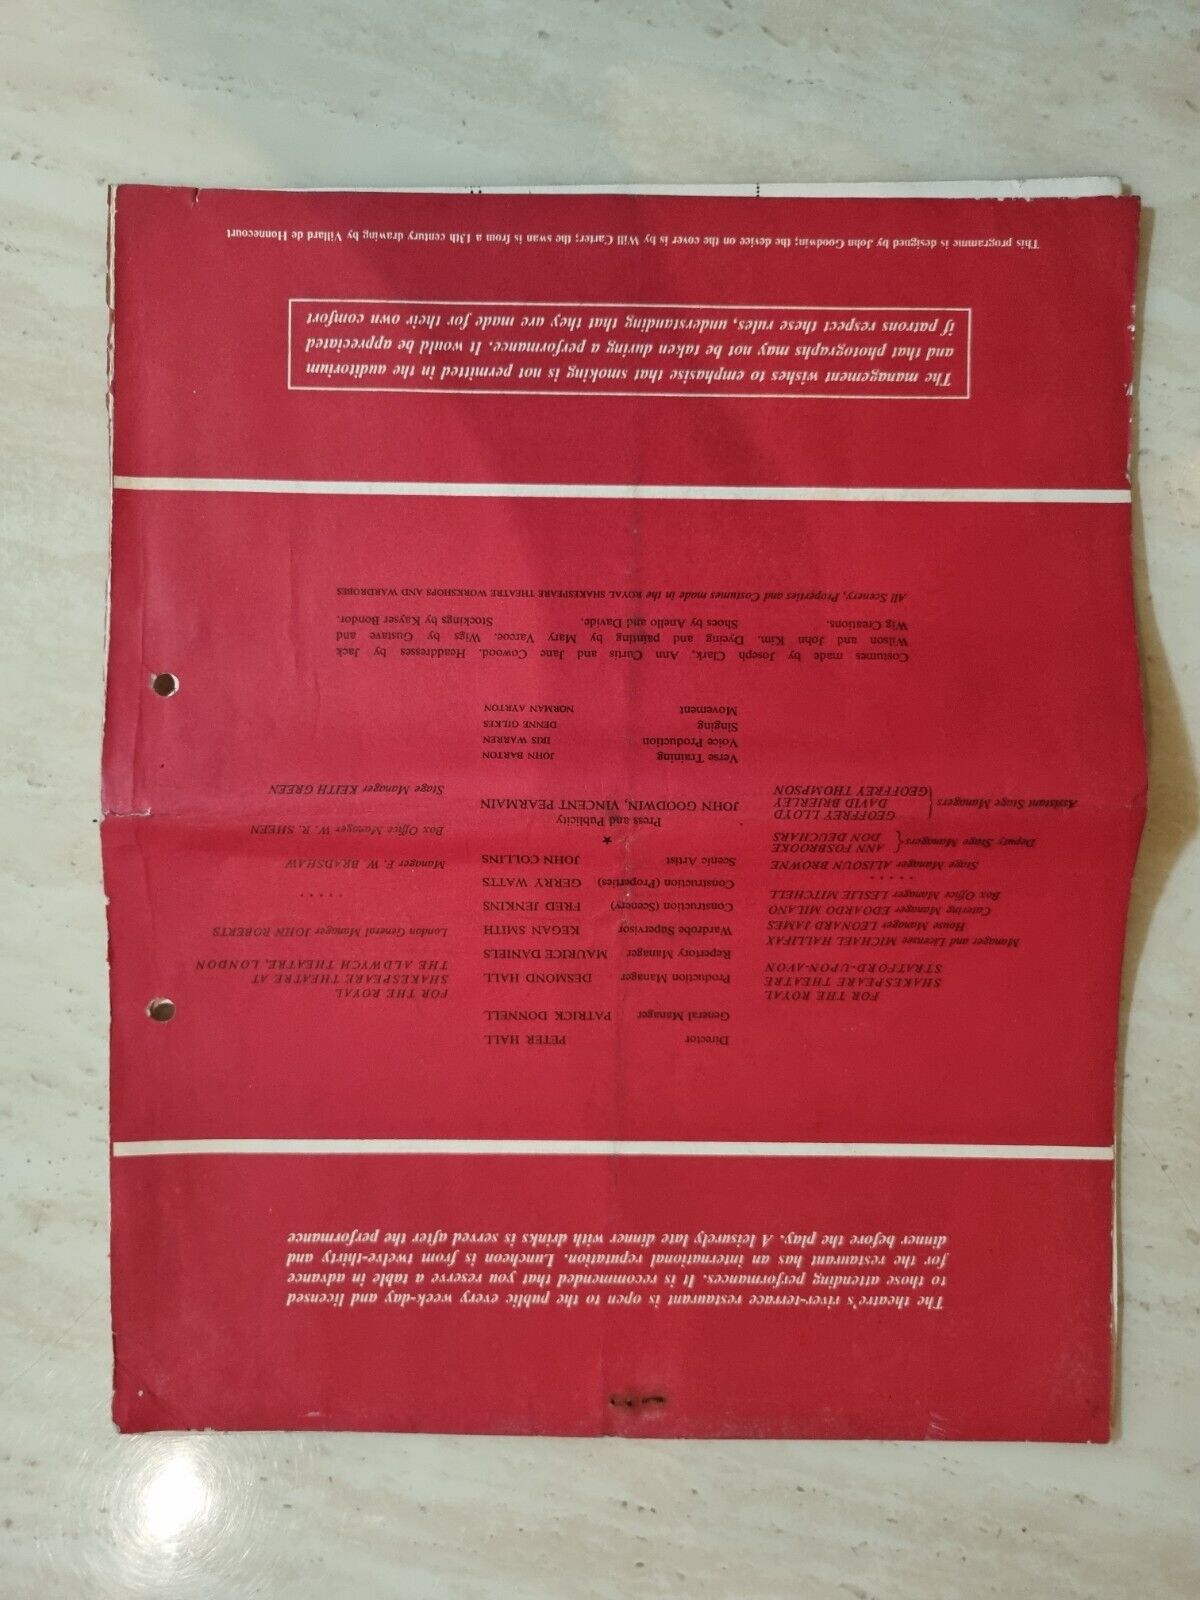 The theatre's river-terrace restaurant is open to the public every week-day and licensed
to those attending performances. It is recommended that you reserve a table in advance
for the restaurant has an international reputation. Luncheon is from twelve-thirty and
dinner before the play. A leisurely late dinner with drinks is served after the performance
Director PETER HALL
General Manager PATRICK DONNELL
Production Manager DESMOND HALL
Repertory Manager MAURICE DANIELS
Wardrobe Supervisor KEGAN SMITH
Construction (Scenery) FRED JENKINS
Construction (Properties) GERRY WATTS
Scenic Artist JOHN COLLINS
★
Press and Publicity
JOHN GOODWIN, VINCENT PEARMAIN
FOR THE ROYAL
SHAKESPEARE THEATRE
STRATFORD-UPON-AVON
Manager and Licensee MICHAEL HALLIFAX
House Manager LEONARD JAMES
Catering Manager EDOARDO MILANO
Box Office Manager LESLIE MITCHELL
.....
Stage Manager ALISOUN BROWNE
Deputy Stage Managers { ANN FOSBROOKE
DON DEUCHARS
Assistant Stage Managers { GEOFFREY LLOYD
DAVID BRIERLEY
GEOFFREY THOMPSON
FOR THE ROYAL
SHAKESPEARE THEATRE AT
THE ALDWYCH THEATRE, LONDON
London General Manager JOHN ROBERTS
.....
Manager F. W. BRADSHAW
Box Office Manager W. R. SHEEN
Stage Manager KEITH GREEN
Verse Training JOHN BARTON
Voice Production IRIS WARREN
Singing DENNE GILKES
Movement NORMAN AYRTON
Costumes made by Joseph Clark, Ann Curtis and Jane Cowood. Headdresses by Jack
Wilson and John Kim. Dyeing and painting by Mary Varcoe. Wigs by Gustave and
Wig Creations. Shoes by Anello and Davide. Stockings by Kayser Bondor.
All Scenery, Properties and Costumes made in the ROYAL SHAKESPEARE THEATRE WORKSHOPS AND WARDROBES
The management wishes to emphasise that smoking is not permitted in the auditorium
and that photographs may not be taken during a performance. It would be appreciated
if patrons respect these rules, understanding that they are made for their own comfort
This programme is designed by John Goodwin; the device on the cover is by Will Carter; the swan is from a 13th century drawing by Villard de Honnecourt